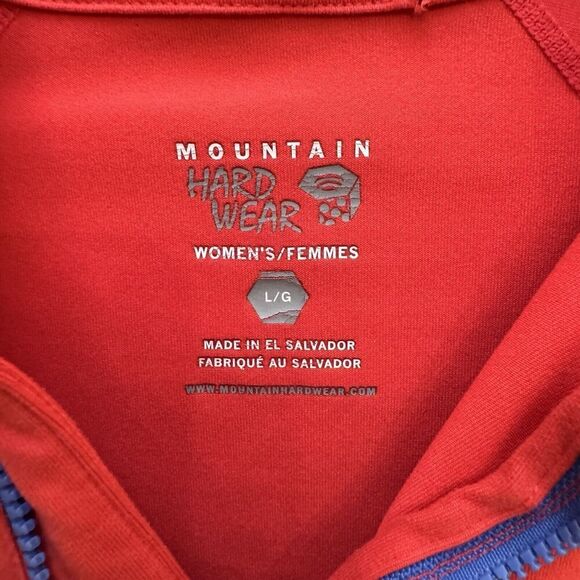 MOUNTAIN
HARD
WEAR
WOMEN'S/FEMMES
L/G
MADE IN EL SALVADOR
FABRIQUÉ AU SALVADOR
WWW.MOUNTAINHARDWEAR.COM